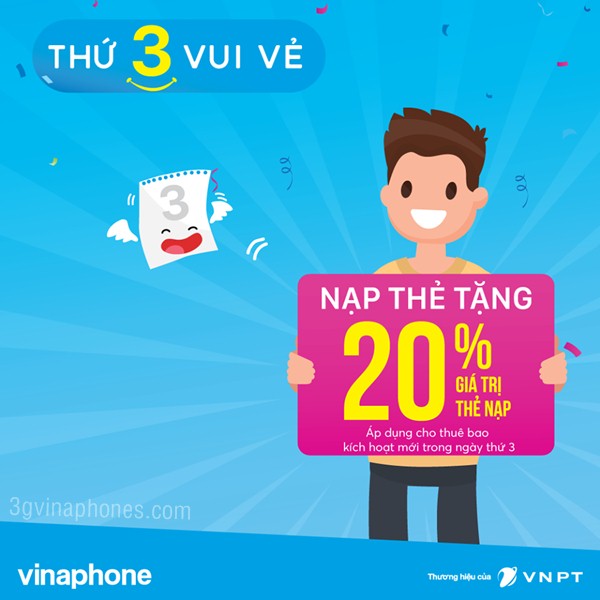 THỨ 3 VUI VẺ
3
NẠP THẺ TẶNG
20%
GIÁ TRỊ
THẺ NẠP
Áp dụng cho thuê bao
kích hoạt mới trong ngày thứ 3
3gvinaphones.com
vinaphone
Thương hiệu của VNPT